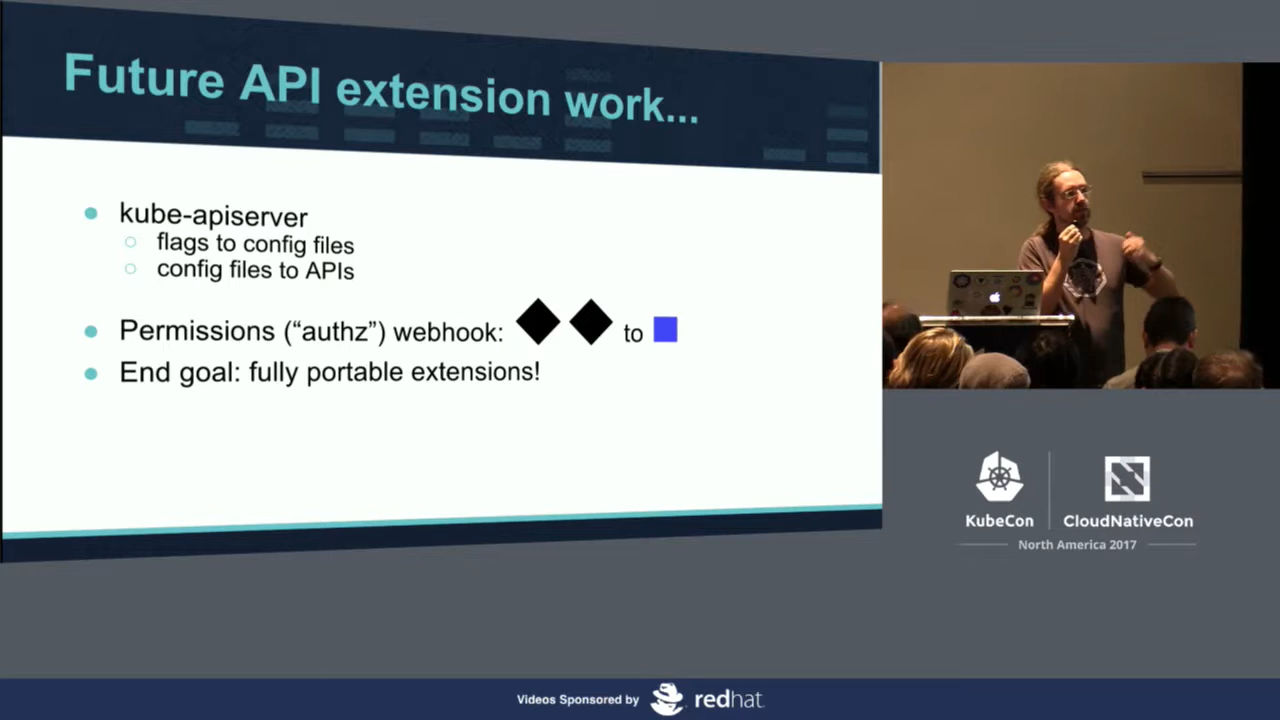 Future API extension work...
kube-apiserver
flags to config files
config files to APIs
Permissions (“authz”) webhook: to
End goal: fully portable extensions!
KubeCon
CloudNativeCon
North America 2017
Videos Sponsored by redhat.